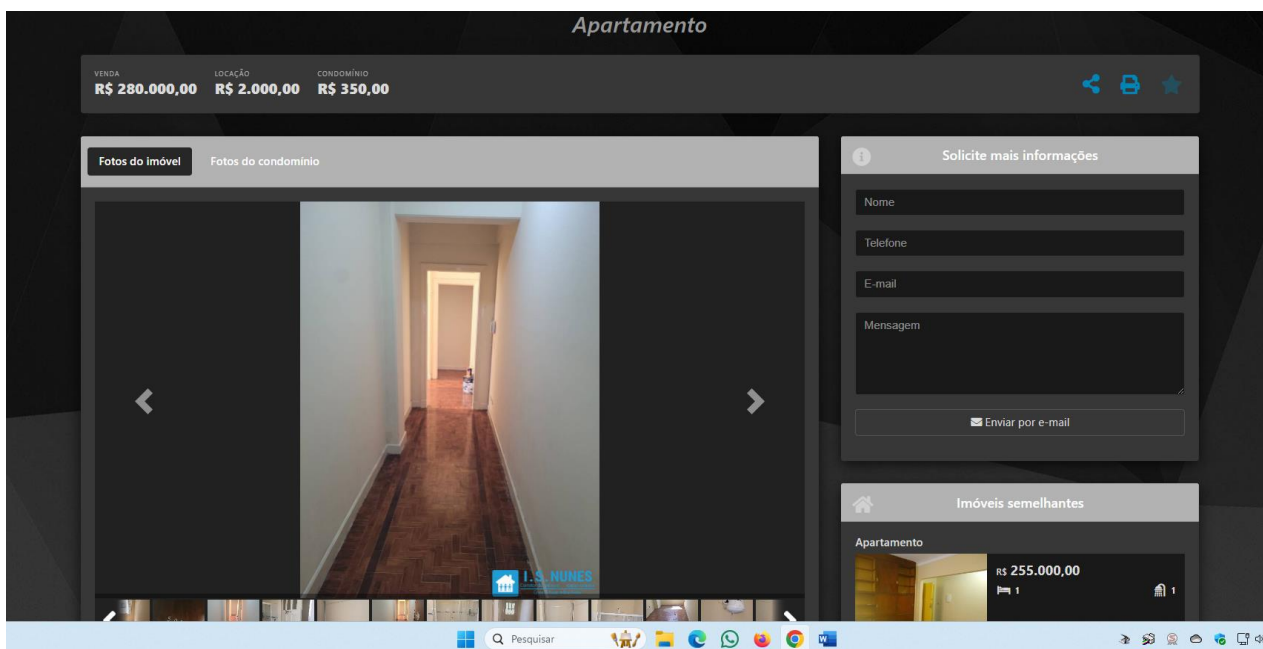 Apartamento
VENDA LOCAÇÃO CONDOMÍNIO
R$ 280.000,00 R$ 2.000,00 R$ 350,00
Fotos do imóvel Fotos do condomínio
Solicite mais informações
Nome
Telefone
E-mail
Mensagem
Enviar por e-mail
I.S.NUNES
Imóveis semelhantes
Apartamento
R$ 255.000,00
1 1
Pesquisar